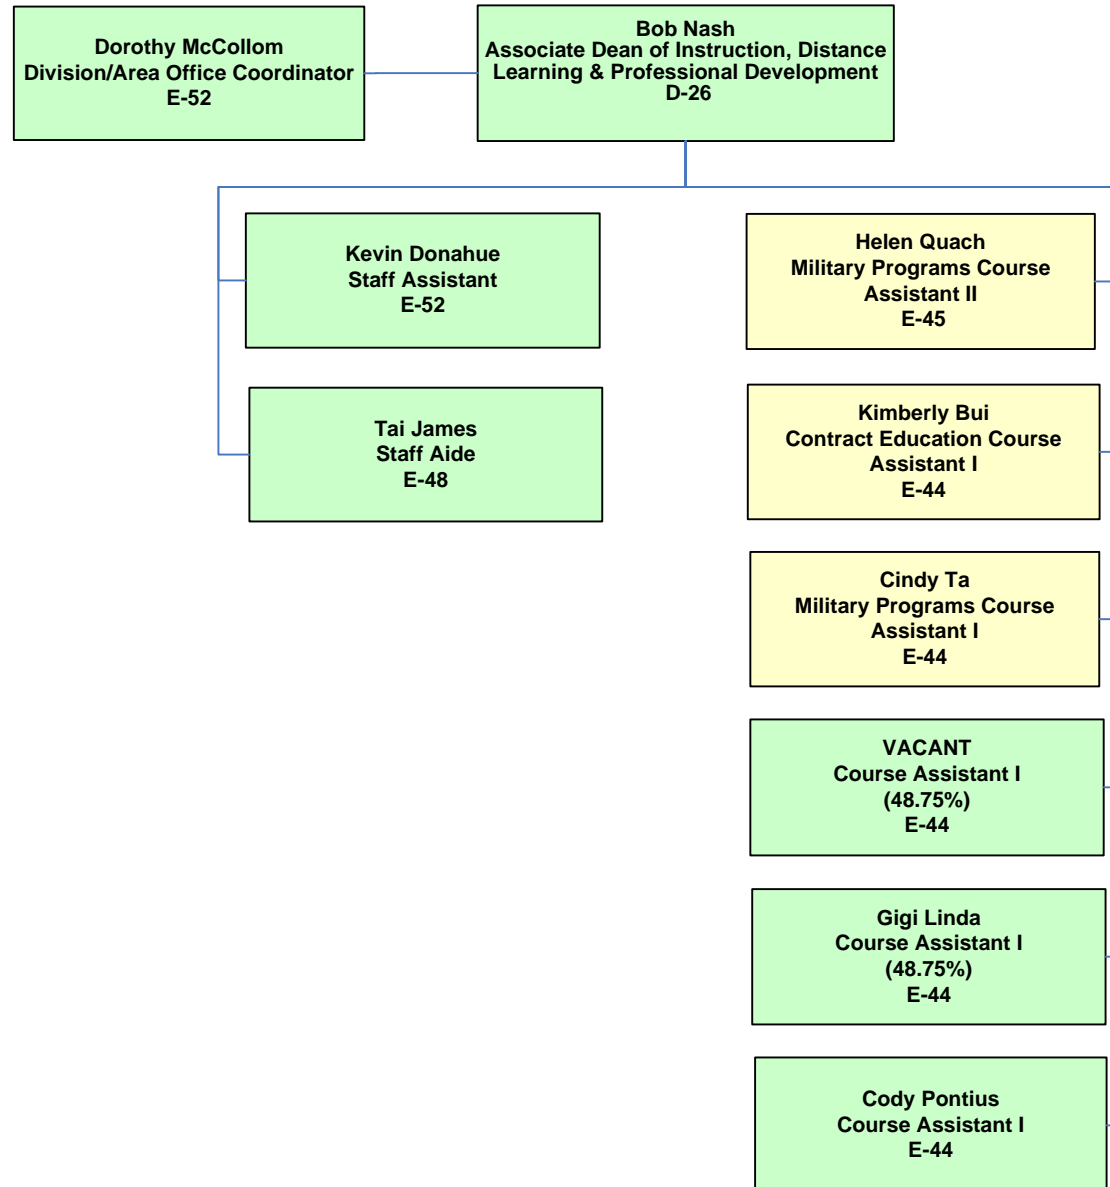 Dorothy McCollom
Division/Area Office Coordinator
E-52
Bob Nash
Associate Dean of Instruction, Distance
Learning & Professional Development
D-26
Kevin Donahue
Staff Assistant
E-52
Tai James
Staff Aide
E-48
Helen Quach
Military Programs Course
Assistant II
E-45
Kimberly Bui
Contract Education Course
Assistant I
E-44
Cindy Ta
Military Programs Course
Assistant I
E-44
VACANT
Course Assistant I
(48.75%)
E-44
Gigi Linda
Course Assistant I
(48.75%)
E-44
Cody Pontius
Course Assistant I
E-44